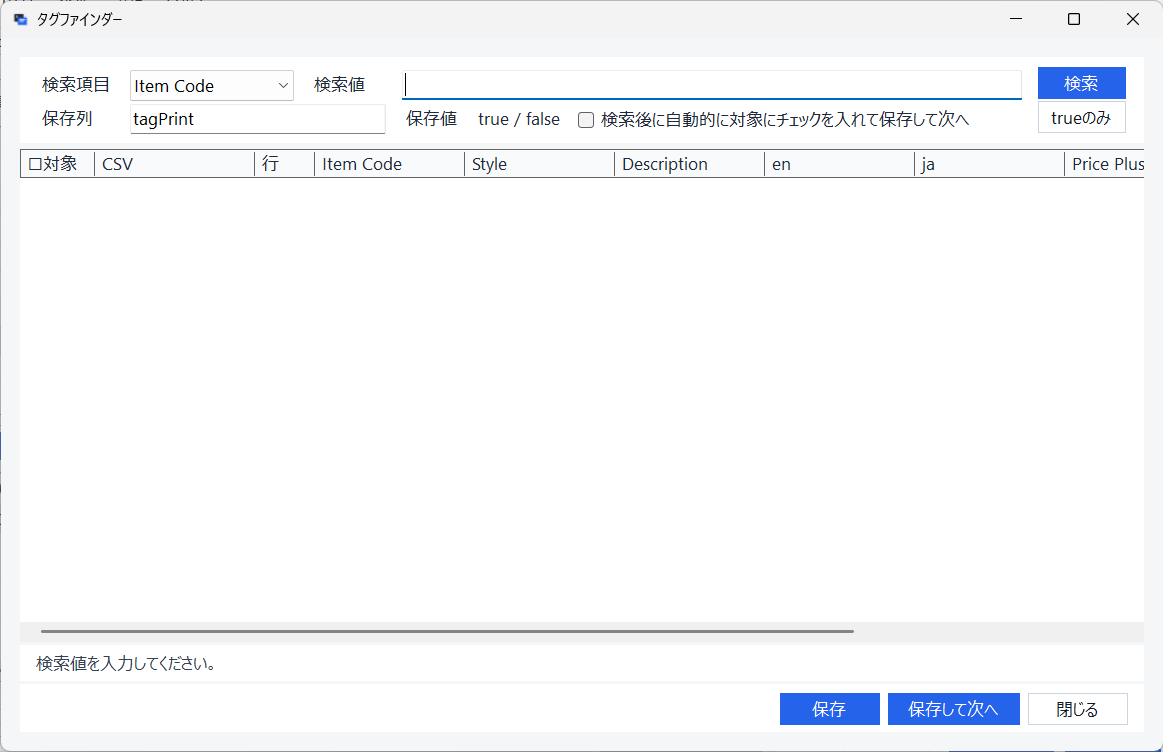 タグファインダー
検索項目 Item Code 検索値 検索
保存列 tagPrint 保存値 true / false 検索後に自動的に対象にチェックを入れて保存して次へ trueのみ
口対象 CSV 行 Item Code Style Description en ja Price Plus
検索値を入力してください。
保存 保存して次へ 閉じる